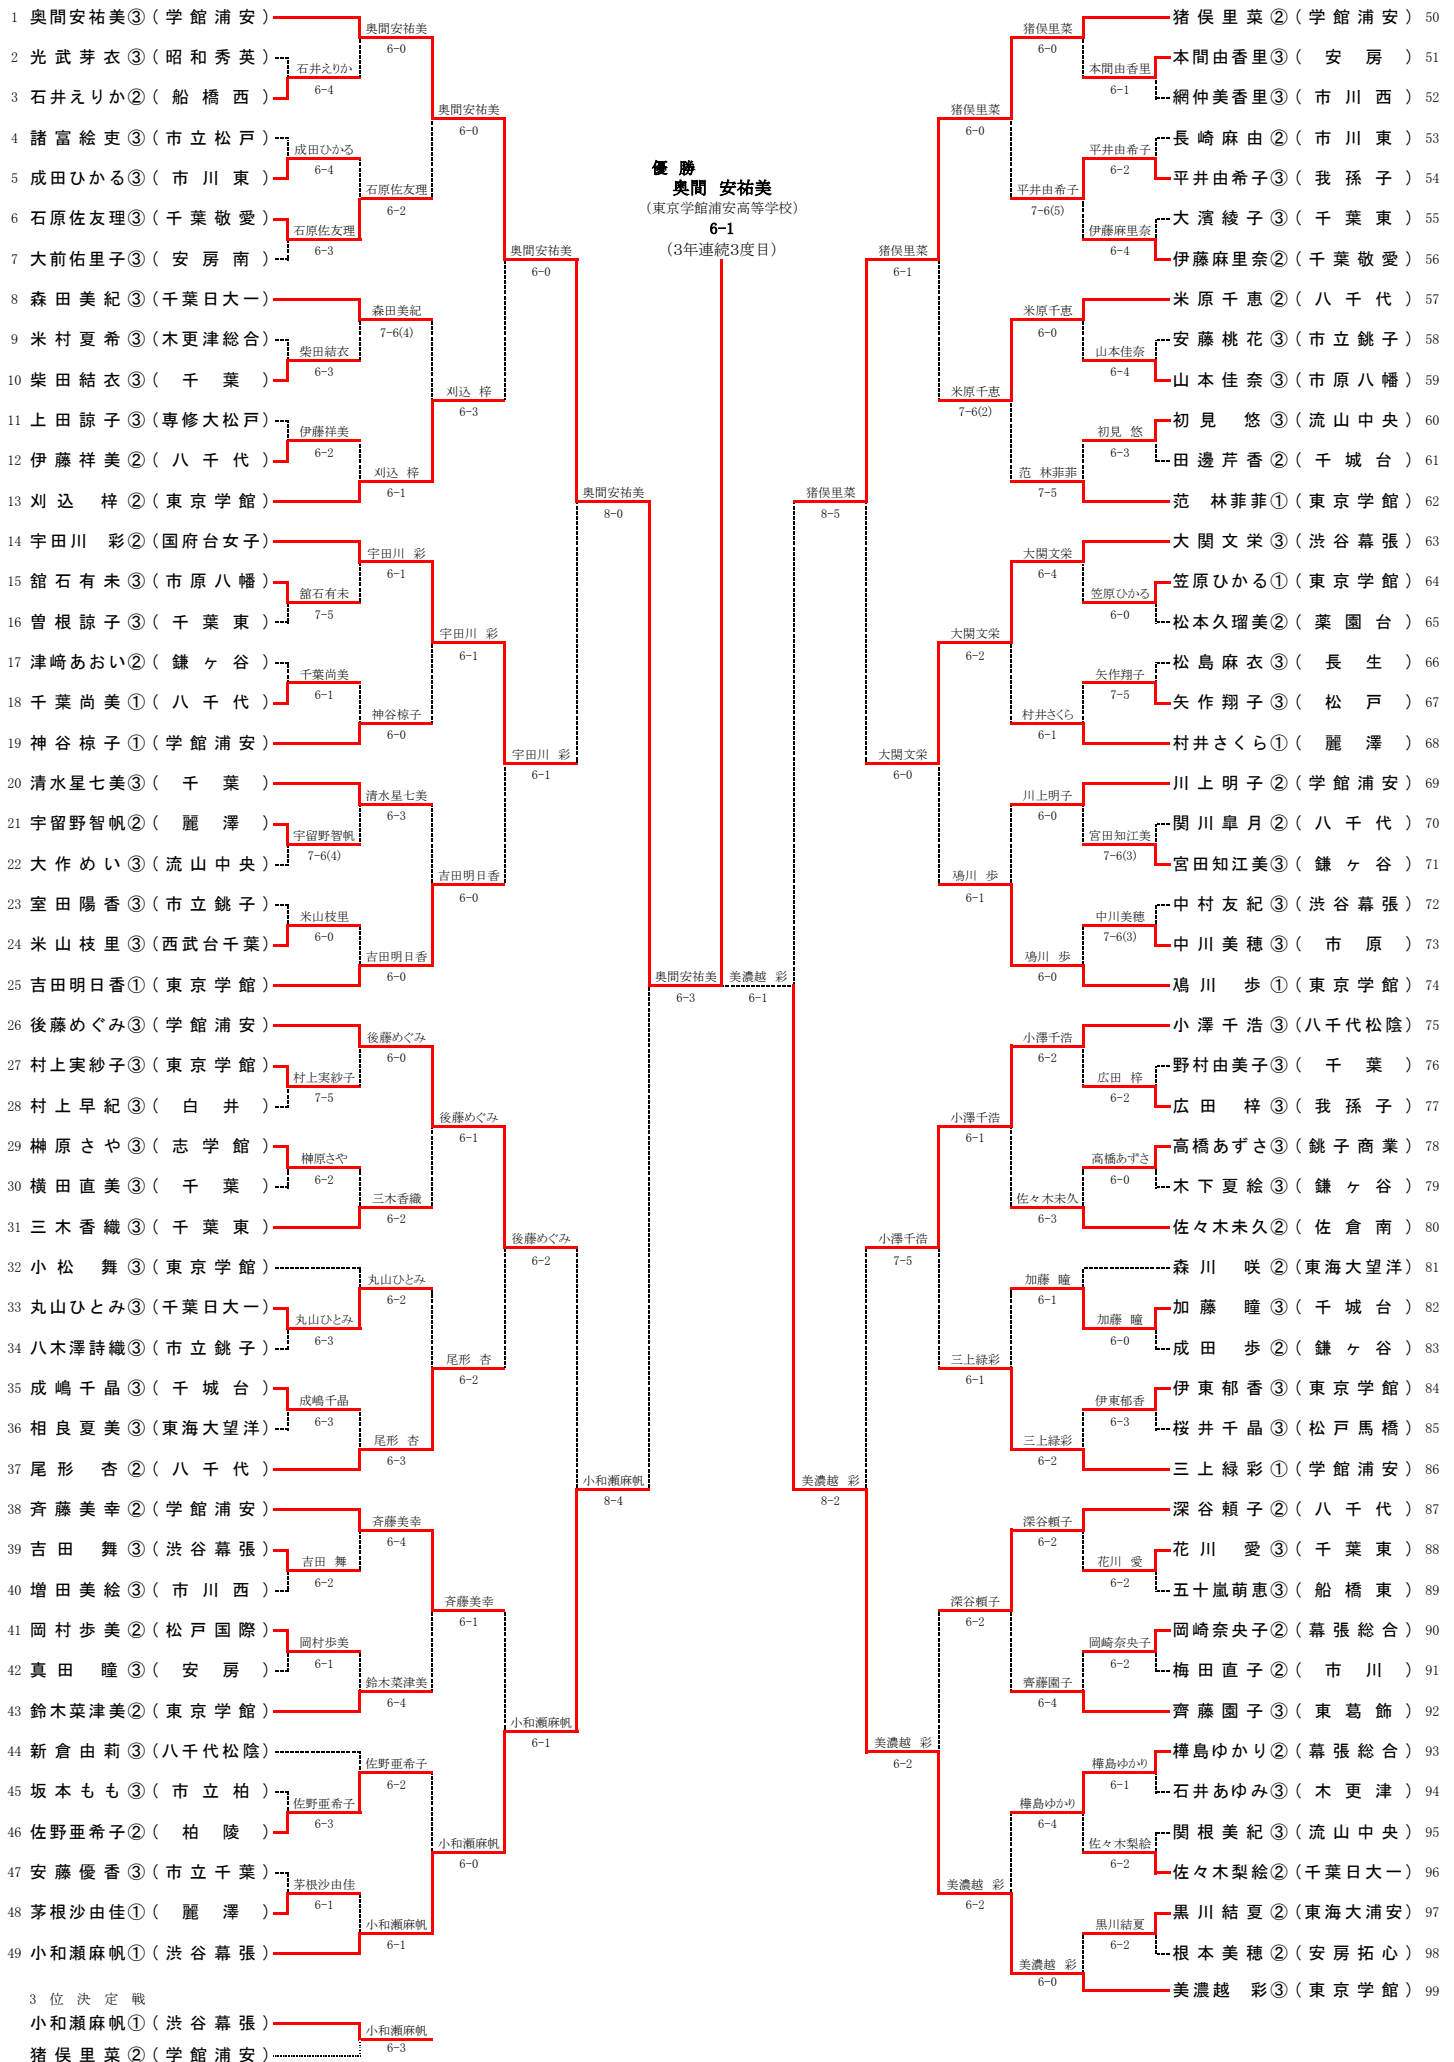 1 奥間安祐美③(学館浦安)
2 光武芽衣③(昭和秀英)
3 石井えりか②(船橋西)
4 諸富絵吏③(市立松戸)
5 成田ひかる③(市川東)
6 石原佐友理③(千葉敬愛)
7 大前佑里子③(安房南)
8 森田美紀③(千葉日大一)
9 米村夏希③(木更津総合)
10 柴田結衣③(千葉)
11 上田諒子③(専修大松戸)
12 伊藤祥美②(八千代)
13 刈込 梓②(東京学館)
14 宇田川 彩②(国府台女子)
15 舘石有未③(市原八幡)
16 曽根諒子③(千葉東)
17 津﨑あおい②(鎌ヶ谷)
18 千葉尚美①(八千代)
19 神谷椋子①(学館浦安)
20 清水星七美③(千葉)
21 宇留野智帆②(麗澤)
22 大作めい③(流山中央)
23 室田陽香③(市立銚子)
24 米山枝里③(西武台千葉)
25 吉田明日香①(東京学館)
26 後藤めぐみ③(学館浦安)
27 村上実紗子③(東京学館)
28 村上早紀③(白井)
29 榊原さや③(志学館)
30 横田直美③(千葉)
31 三木香織③(千葉東)
32 小松 舞③(東京学館)
33 丸山ひとみ③(千葉日大一)
34 八木澤詩織③(市立銚子)
35 成嶋千晶③(千城台)
36 相良夏美③(東海大望洋)
37 尾形 杏②(八千代)
38 斉藤美幸②(学館浦安)
39 吉田 舞③(渋谷幕張)
40 増田美絵③(市川西)
41 岡村歩美②(松戸国際)
42 真田 瞳③(安房)
43 鈴木菜津美②(東京学館)
44 新倉由莉③(八千代松陰)
45 坂本もも③(市立柏)
46 佐野亜希子②(柏陵)
47 安藤優香③(市立千葉)
48 茅根沙由佳①(麗澤)
49 小和瀬麻帆①(渋谷幕張)
石井えりか
6-4
成田ひかる
6-4
石原佐友理
6-3
柴田結衣
6-3
伊藤祥美
6-2
舘石有未
7-5
千葉尚美
6-1
宇留野智帆
7-6(4)
米山枝里
6-0
村上実紗子
7-5
榊原さや
6-2
丸山ひとみ
6-3
成嶋千晶
6-3
吉田 舞
6-2
岡村歩美
6-1
佐野亜希子
6-3
茅根沙由佳
6-1
奥間安祐美
6-0
石原佐友理
6-2
森田美紀
7-6(4)
刈込 梓
6-1
宇田川 彩
6-1
神谷椋子
6-0
清水星七美
6-3
吉田明日香
6-0
後藤めぐみ
6-0
三木香織
6-2
丸山ひとみ
6-2
尾形 杏
6-3
斉藤美幸
6-4
鈴木菜津美
6-4
佐野亜希子
6-2
小和瀬麻帆
6-1
奥間安祐美
6-0
刈込 梓
6-3
宇田川 彩
6-1
吉田明日香
6-0
後藤めぐみ
6-1
尾形 杏
6-2
斉藤美幸
6-1
小和瀬麻帆
6-0
奥間安祐美
6-0
宇田川 彩
6-1
後藤めぐみ
6-2
小和瀬麻帆
6-1
奥間安祐美
8-0
小和瀬麻帆
8-4
奥間安祐美
6-3
優 勝
奥間 安祐美
(東京学館浦安高等学校)
6-1
(3年連続3度目)
美濃越 彩
6-1
猪俣里菜
8-5
美濃越 彩
8-2
猪俣里菜
6-1
大関文栄
6-0
小澤千浩
7-5
美濃越 彩
6-2
猪俣里菜
6-0
米原千恵
7-6(2)
大関文栄
6-2
鳰川 歩
6-1
小澤千浩
6-1
三上緑彩
6-1
深谷頼子
6-2
美濃越 彩
6-2
猪俣里菜
6-0
平井由希子
7-6(5)
米原千恵
6-0
范 林菲菲
7-5
大関文栄
6-4
村井さくら
6-1
川上明子
6-0
鳰川 歩
6-0
小澤千浩
6-2
佐々木未久
6-3
加藤 瞳
6-1
三上緑彩
6-2
深谷頼子
6-2
齊藤園子
6-4
樺島ゆかり
6-4
美濃越 彩
6-0
本間由香里
6-1
平井由希子
6-2
伊藤麻里奈
6-4
山本佳奈
6-4
初見 悠
6-3
笠原ひかる
6-0
矢作翔子
7-5
宮田知江美
7-6(3)
中川美穂
7-6(3)
広田 梓
6-2
高橋あずさ
6-0
加藤 瞳
6-0
伊東郁香
6-3
花川 愛
6-2
岡崎奈央子
6-2
樺島ゆかり
6-1
佐々木梨絵
6-2
黒川結夏
6-2
猪俣里菜②(学館浦安) 50
本間由香里③(安房) 51
網仲美香里③(市川西) 52
長崎麻由②(市川東) 53
平井由希子③(我孫子) 54
大濱綾子③(千葉東) 55
伊藤麻里奈②(千葉敬愛) 56
米原千恵②(八千代) 57
安藤桃花③(市立銚子) 58
山本佳奈③(市原八幡) 59
初見 悠③(流山中央) 60
田邊芹香②(千城台) 61
范 林菲菲①(東京学館) 62
大関文栄③(渋谷幕張) 63
笠原ひかる①(東京学館) 64
松本久瑠美②(薬園台) 65
松島麻衣③(長生) 66
矢作翔子③(松戸) 67
村井さくら①(麗澤) 68
川上明子②(学館浦安) 69
関川皐月②(八千代) 70
宮田知江美③(鎌ヶ谷) 71
中村友紀③(渋谷幕張) 72
中川美穂③(市原) 73
鳰川 歩①(東京学館) 74
小澤千浩③(八千代松陰) 75
野村由美子③(千葉) 76
広田 梓③(我孫子) 77
高橋あずさ③(銚子商業) 78
木下夏絵③(鎌ヶ谷) 79
佐々木未久②(佐倉南) 80
森川 咲②(東海大望洋) 81
加藤 瞳③(千城台) 82
成田 歩②(鎌ヶ谷) 83
伊東郁香③(東京学館) 84
桜井千晶③(松戸馬橋) 85
三上緑彩①(学館浦安) 86
深谷頼子②(八千代) 87
花川 愛③(千葉東) 88
五十嵐萌恵③(船橋東) 89
岡崎奈央子②(幕張総合) 90
梅田直子②(市川) 91
齊藤園子③(東葛飾) 92
樺島ゆかり②(幕張総合) 93
石井あゆみ③(木更津) 94
関根美紀③(流山中央) 95
佐々木梨絵②(千葉日大一) 96
黒川結夏②(東海大浦安) 97
根本美穂②(安房拓心) 98
美濃越 彩③(東京学館) 99
3 位 決 定 戦
小和瀬麻帆①(渋谷幕張)
猪俣里菜②(学館浦安)
小和瀬麻帆
6-3